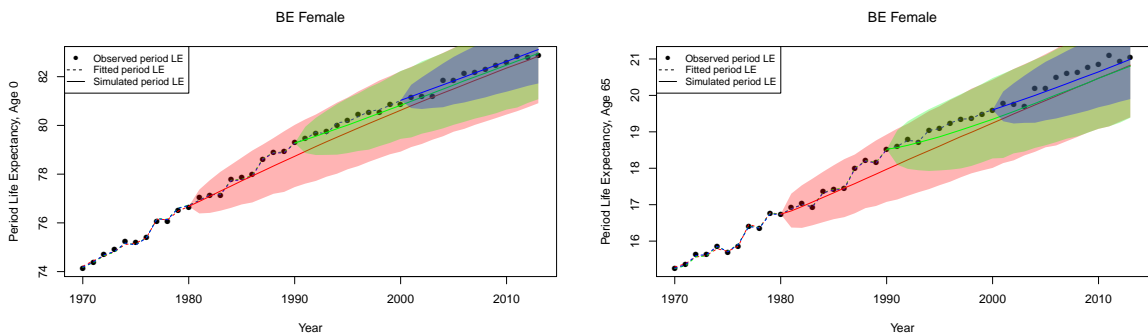 BE Female
Period Life Expectancy, Age 0
82
80
78
76
74
Observed period LE
Fitted period LE
Simulated period LE
1970 1980 1990 2000 2010
Year
BE Female
Period Life Expectancy, Age 65
21
20
19
18
17
16
Observed period LE
Fitted period LE
Simulated period LE
1970 1980 1990 2000 2010
Year